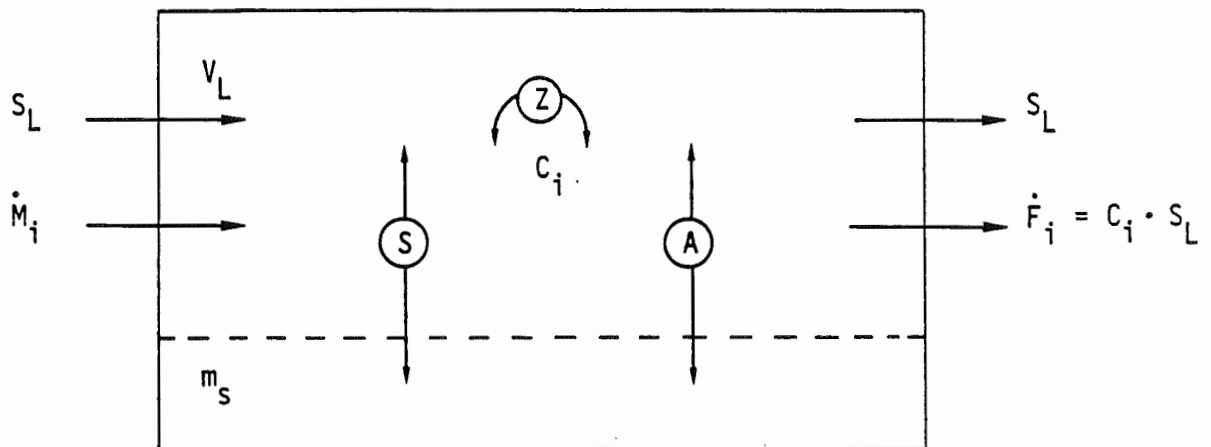 V_L
S_L
Z
S_L
C_i
Ṁ_i
S
A
Ḟ_i = C_i · S_L
m_s